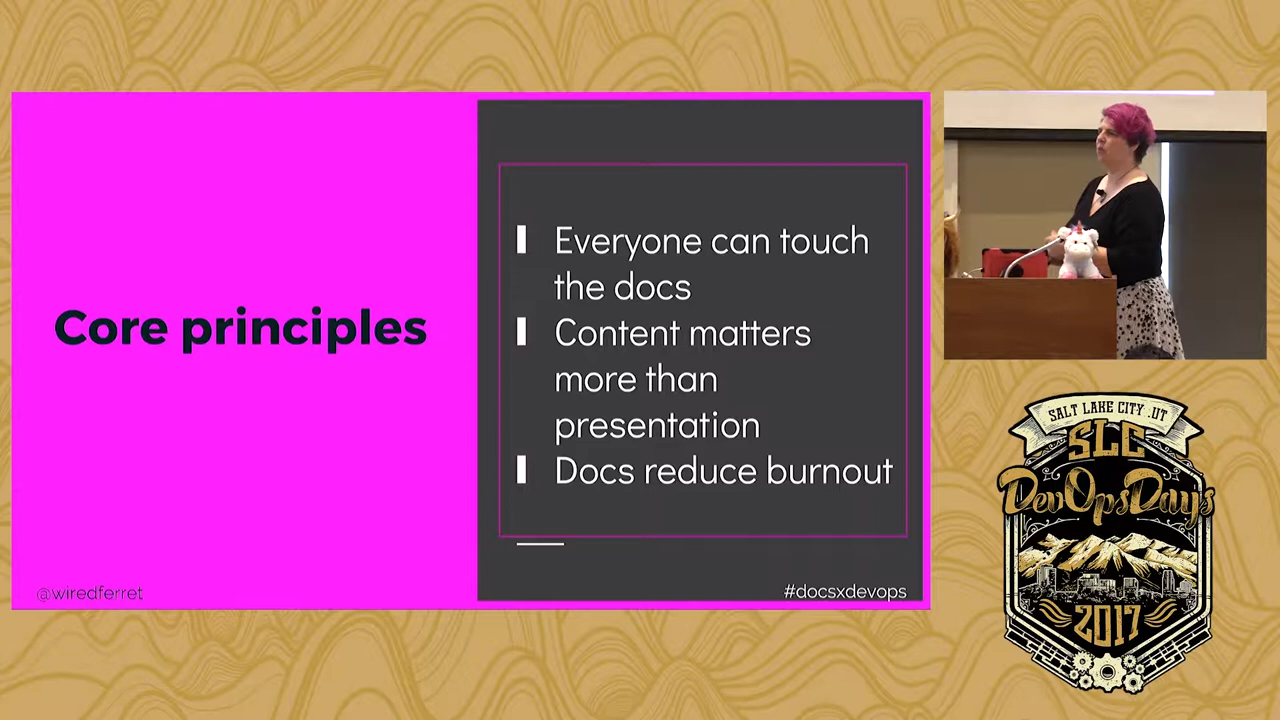 Core principles
Everyone can touch
the docs
Content matters
more than
presentation
Docs reduce burnout
@wiredferret
#docsxdevops
SALT LAKE CITY .UT
SLC
DevOpsDays
2017